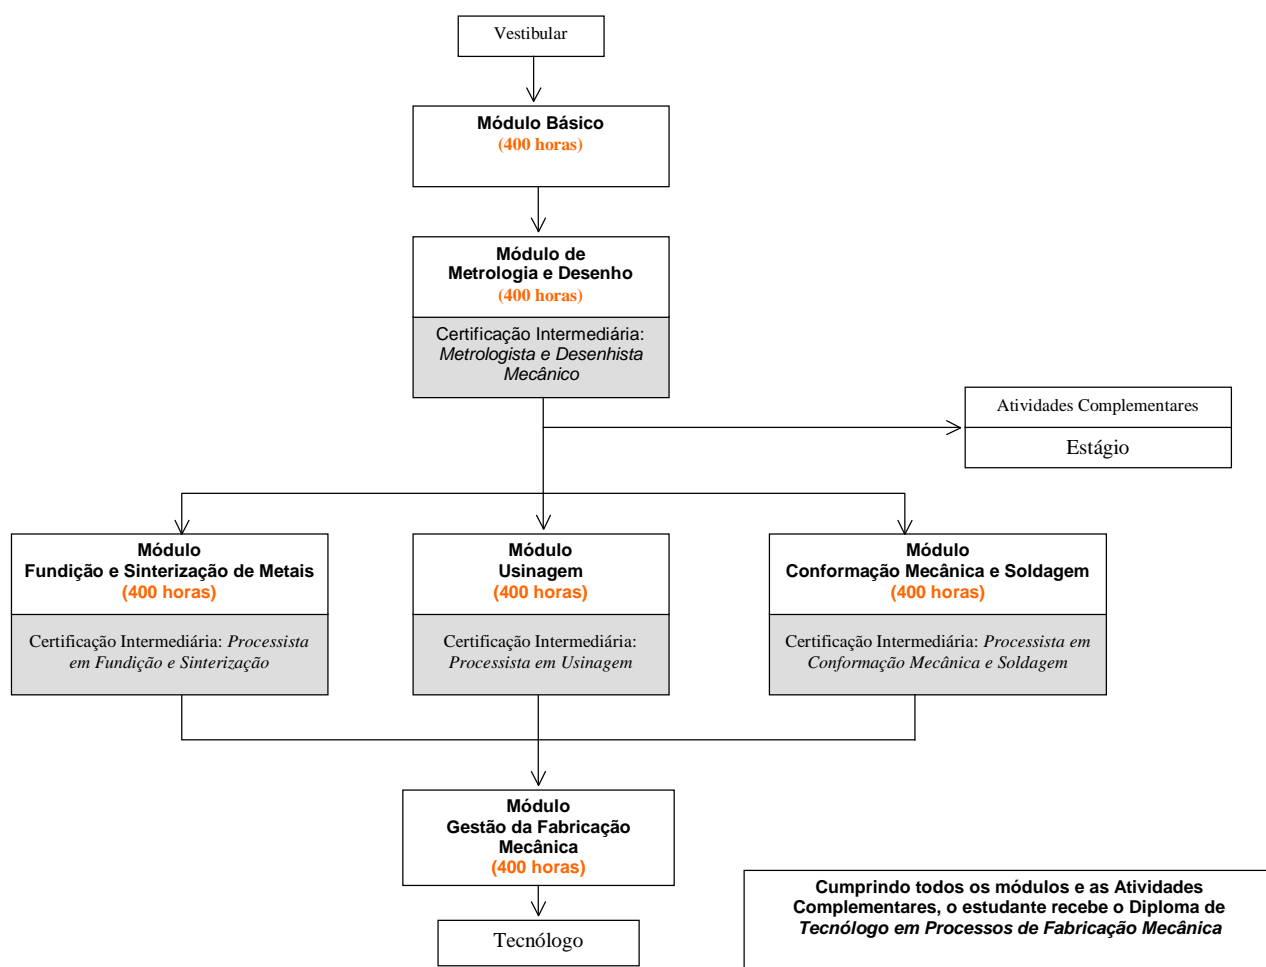 Vestibular
Módulo Básico
(400 horas)
Módulo de
Metrologia e Desenho
(400 horas)
Certificação Intermediária:
Metrologista e Desenhista
Mecânico
Atividades Complementares
Estágio
Módulo
Fundição e Sinterização de Metais
(400 horas)
Certificação Intermediária: Processista
em Fundição e Sinterização
Módulo
Usinagem
(400 horas)
Certificação Intermediária:
Processista em Usinagem
Módulo
Conformação Mecânica e Soldagem
(400 horas)
Certificação Intermediária: Processista em
Conformação Mecânica e Soldagem
Módulo
Gestão da Fabricação
Mecânica
(400 horas)
Tecnólogo
Cumprindo todos os módulos e as Atividades
Complementares, o estudante recebe o Diploma de
Tecnólogo em Processos de Fabricação Mecânica